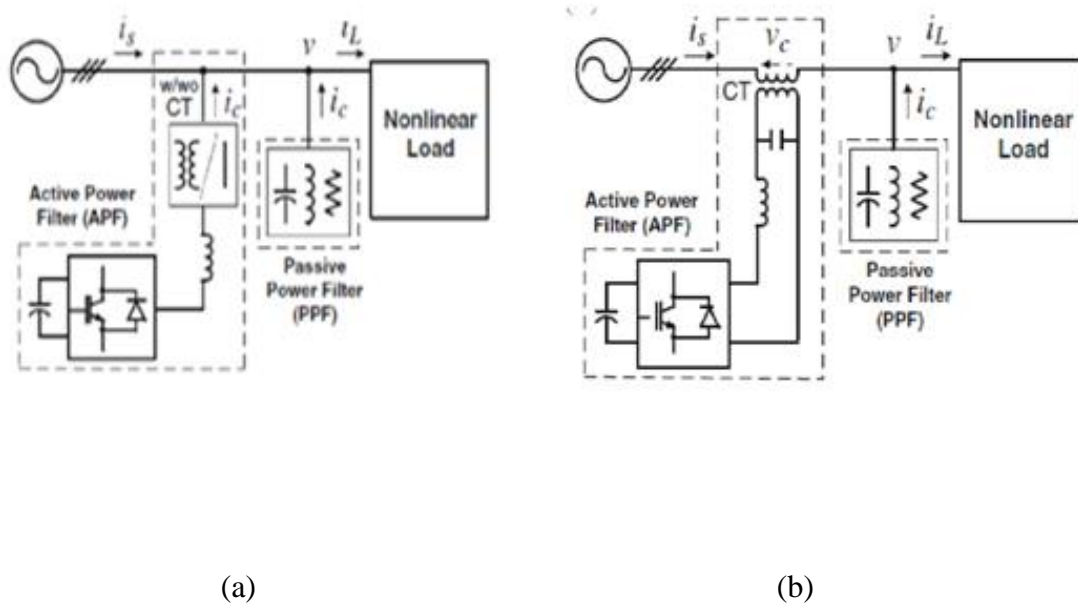 i_s
v
i_L
w/wo
CT
i_c
i_c
Nonlinear
Load
Active Power
Filter (APF)
Passive
Power Filter
(PPF)
i_s
v_c
v
i_L
CT
i_c
Nonlinear
Load
Active Power
Filter (APF)
Passive
Power Filter
(PPF)
(a)
(b)